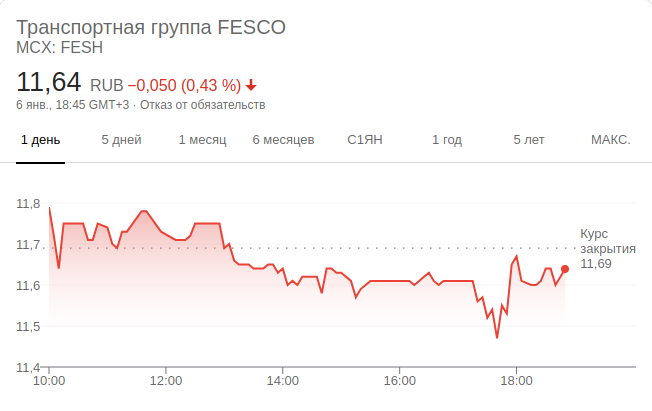 Транспортная группа FESCO
MCX: FESH
11,64 RUB −0,050 (0,43 %)
6 янв., 18:45 GMT+3 · Отказ от обязательств
1 день 5 дней 1 месяц 6 месяцев С1ЯН 1 год 5 лет МАКС.
11,8
11,7
11,6
11,5
11,4
Курс
закрытия
11,69
10:00 12:00 14:00 16:00 18:00